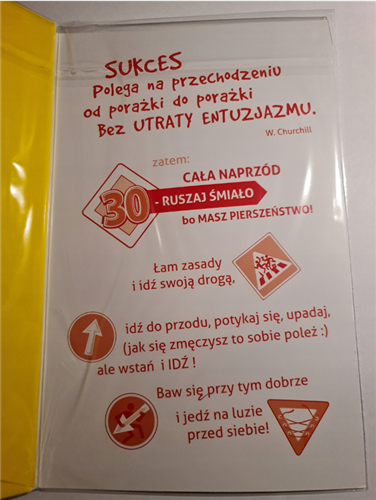 SUKCES
Polega na przechodzeniu
od porażki do porażki
BEZ UTRATY ENTUZJAZMU.
W. Churchill
zatem:
CAŁA NAPRZÓD
30 - RUSZAJ ŚMIAŁO
bo MASZ PIERSZEŃSTWO!
Łam zasady
i idź swoją drogą,
idź do przodu, potykaj się, upadaj,
(jak się zmęczysz to sobie poleż :)
ale wstań i IDŹ !
Baw się przy tym dobrze
i jedź na luzie
przed siebie!